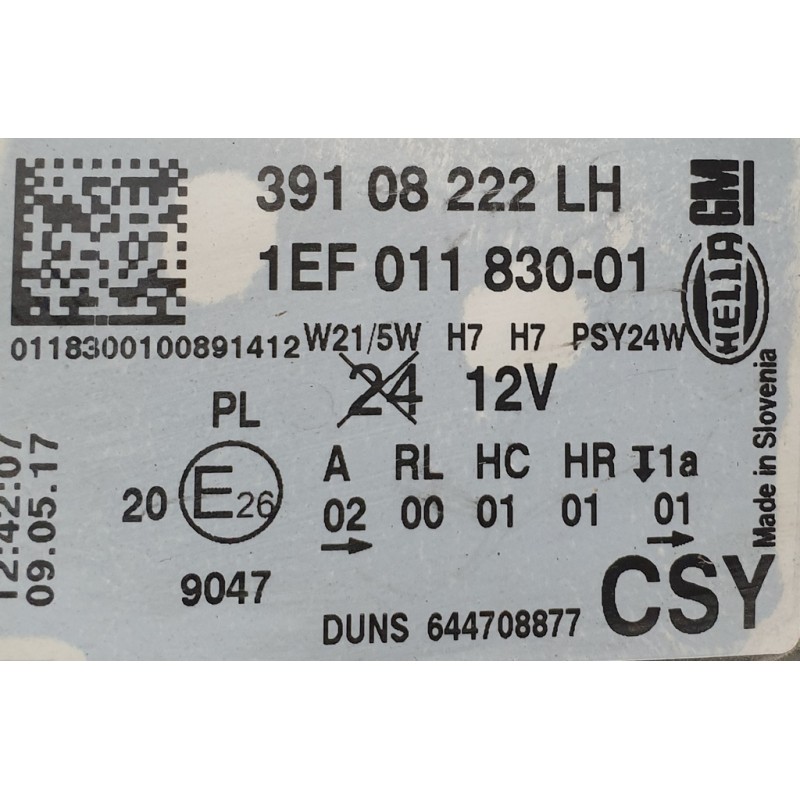 391 08 222 LH
1EF 011 830-01
GM
HELLA
0118300100891412 W21/5W H7 H7 PSY24W
24 12V
PL
A RL HC HR 1a
20 E26
02 00 01 01 01
9047
DUNS 644708877
CSY
Made in Slovenia
12:42:07
09.05.17